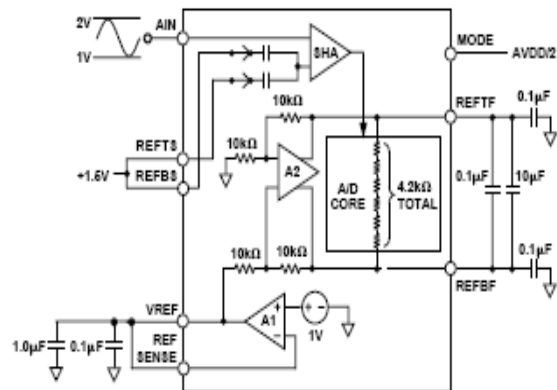 2V
1V
AIN
SHA
MODE
AVDD/2
10kΩ
REFTF
0.1µF
10kΩ
REFTS
+1.5V
REFBS
A2
A/D
CORE
4.2kΩ
TOTAL
0.1µF
10µF
10kΩ
10kΩ
0.1µF
REFBF
VREF
A1
1V
1.0µF
0.1µF
REF
SENSE